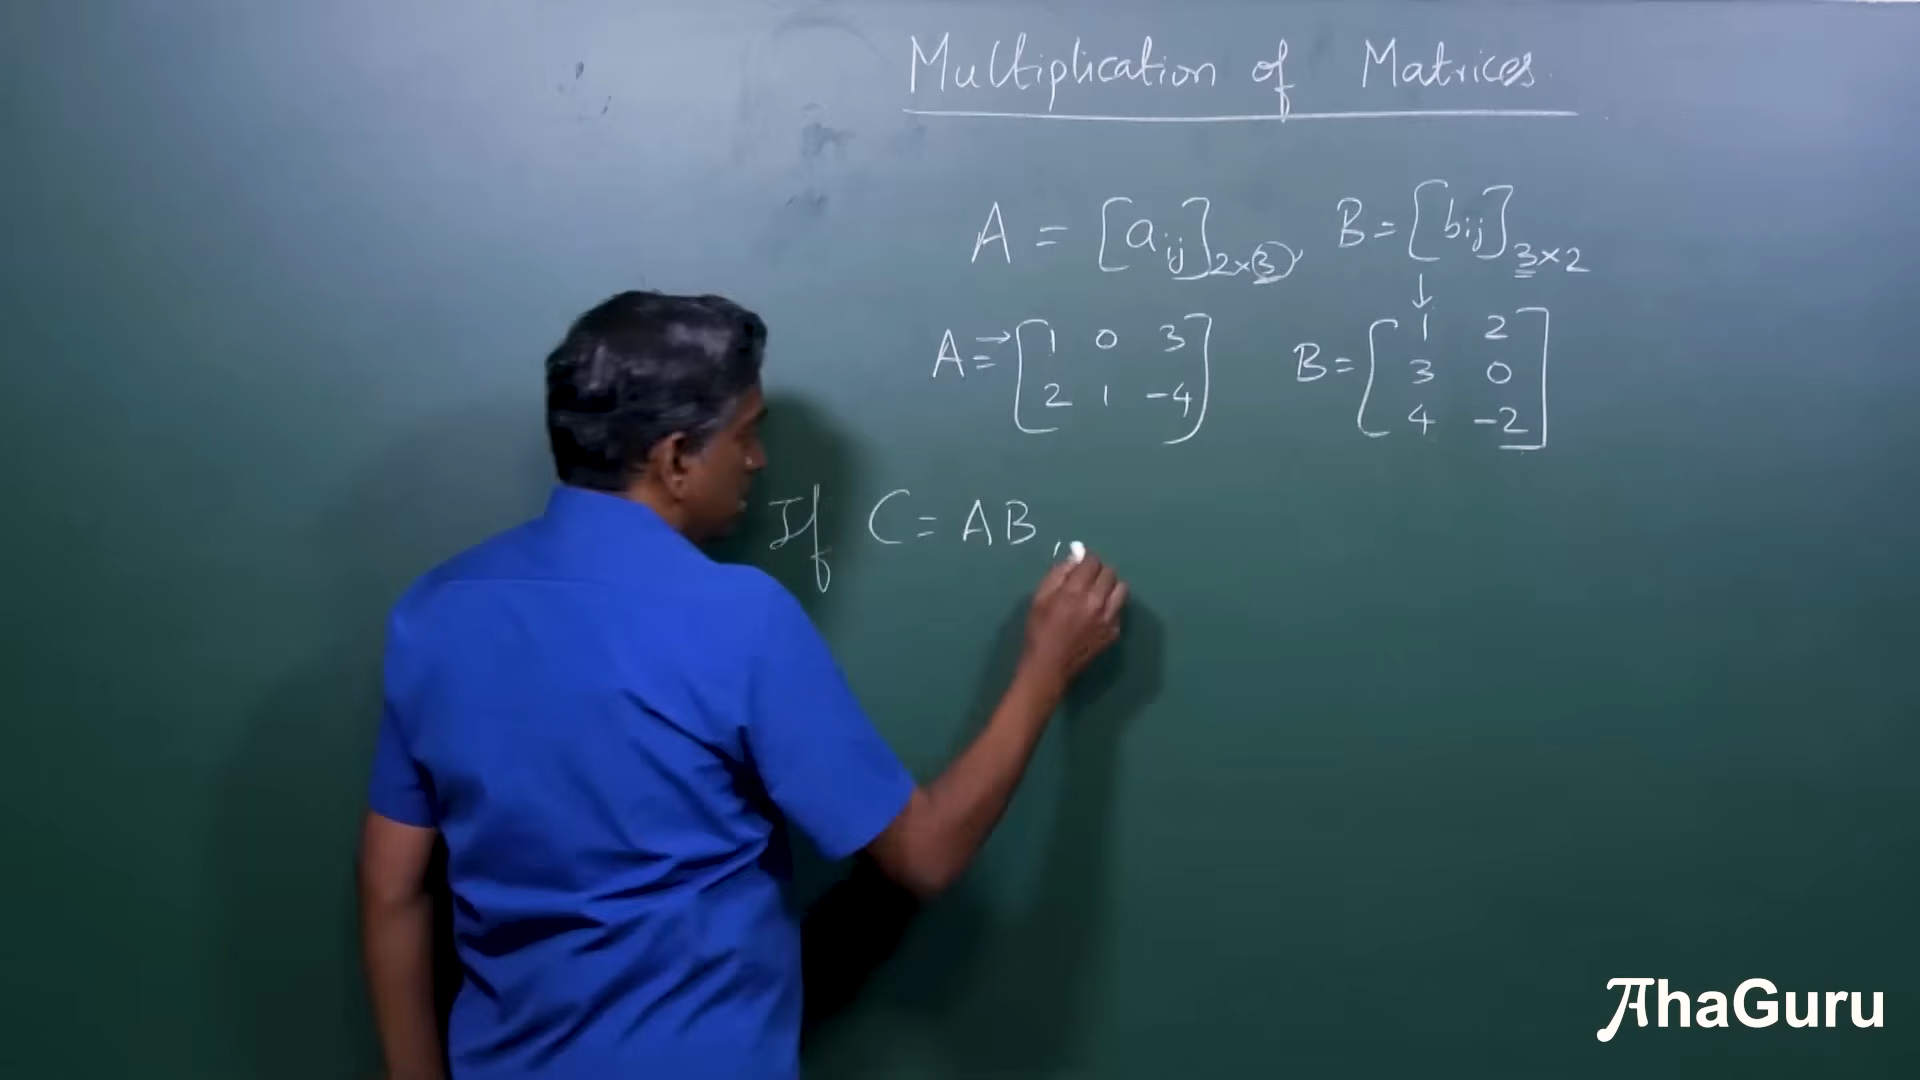 Multiplication of Matrices
A = [aij]2×3, B = [bij]3×2
↓
A = → [1 0 3 B = [1 2
2 1 -4] 3 0
4 -2]
If C = AB,
AhaGuru